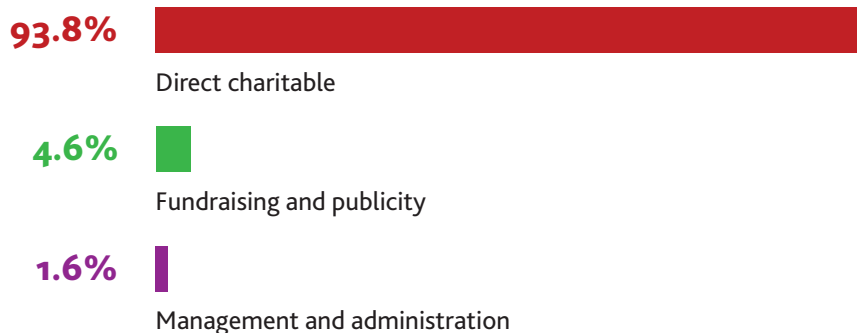 93.8%
Direct charitable
4.6%
Fundraising and publicity
1.6%
Management and administration